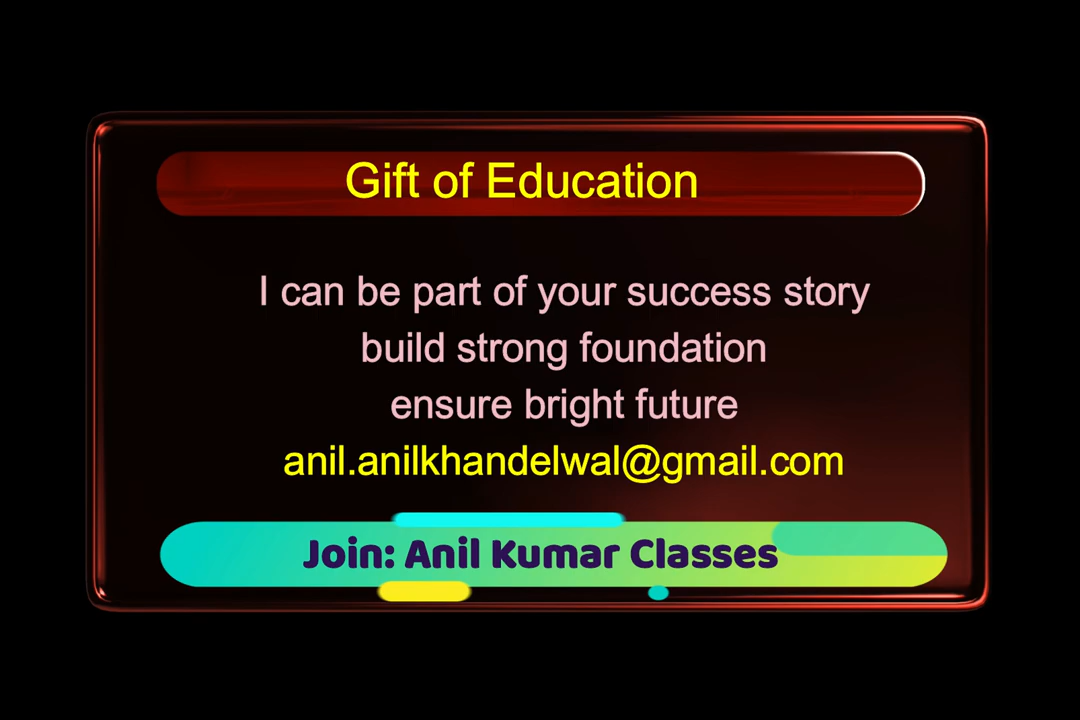 Gift of Education
I can be part of your success story
build strong foundation
ensure bright future
anil.anilkhandelwal@gmail.com
Join: Anil Kumar Classes